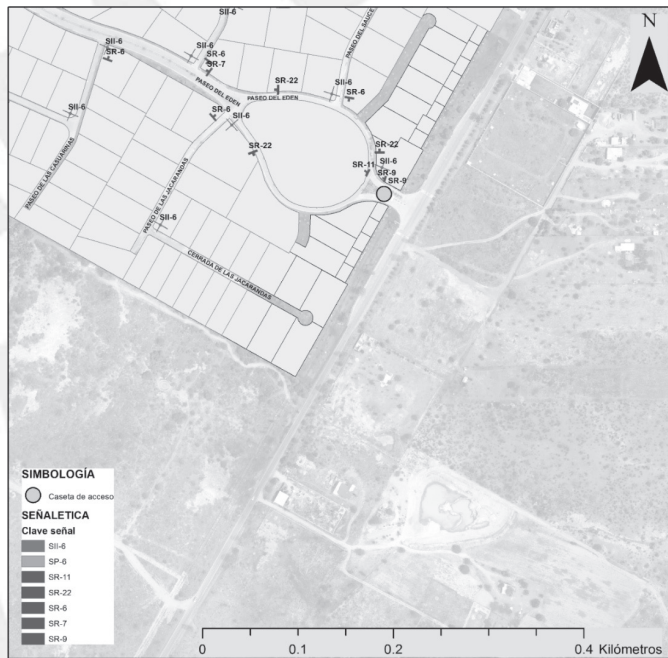 N
SII-6
SII-6
SR-6
SII-6
SR-6
SR-7
PASEO DEL EDEN
SR-22
PASEO DEL EDEN
PASEO DEL SAUCE
SII-6
SR-6
SII-6
SR-6
SII-6
SR-22
SR-22
SII-6
SR-11
SR-9
SR-9
PASEO DE LAS CASUARINAS
PASEO DE LAS JACARANDAS
SII-6
CERRADA DE LAS JACARANDAS
SIMBOLOGÍA
Caseta de acceso
SEÑALETICA
Clave señal
SII-6
SP-6
SR-11
SR-22
SR-6
SR-7
SR-9
0 0.1 0.2 0.4 Kilómetros